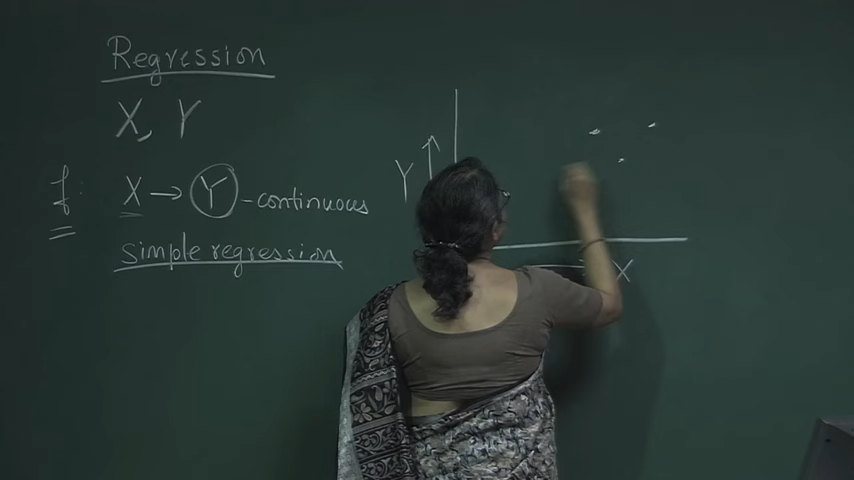 Regression
X, Y
f: X → Y - continuous
simple regression
Y ↑
→ X